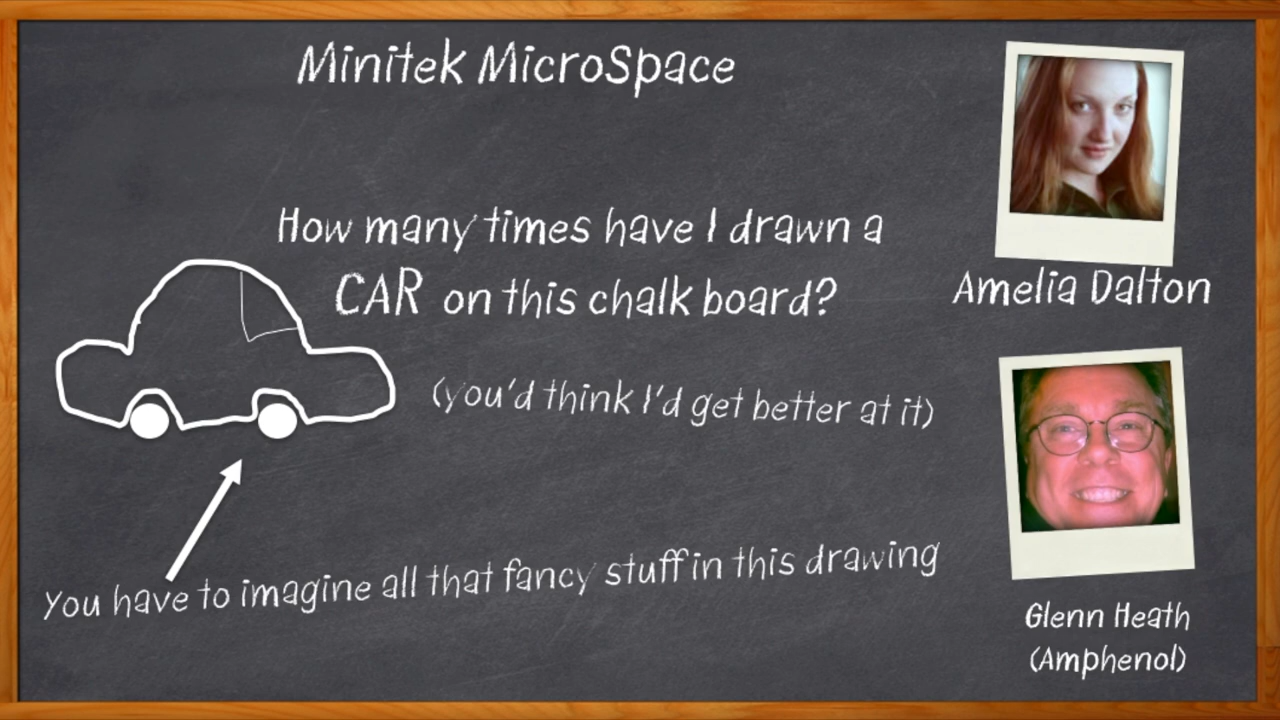 Minitek MicroSpace
How many times have I drawn a
CAR on this chalk board?
(you'd think I'd get better at it)
You have to imagine all that fancy stuff in this drawing
Amelia Dalton
Glenn Heath
(Amphenol)